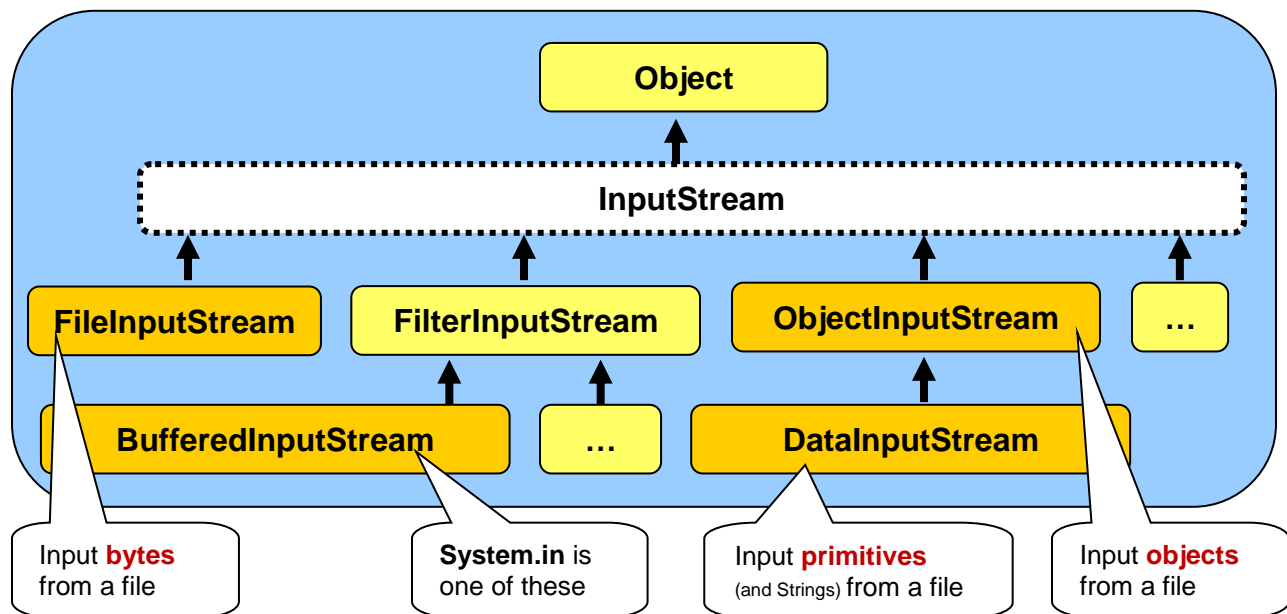 Object
InputStream
FileInputStream
FilterInputStream
ObjectInputStream
...
BufferedInputStream
...
DataInputStream
Input bytes
from a file
System.in is
one of these
Input primitives
(and Strings) from a file
Input objects
from a file